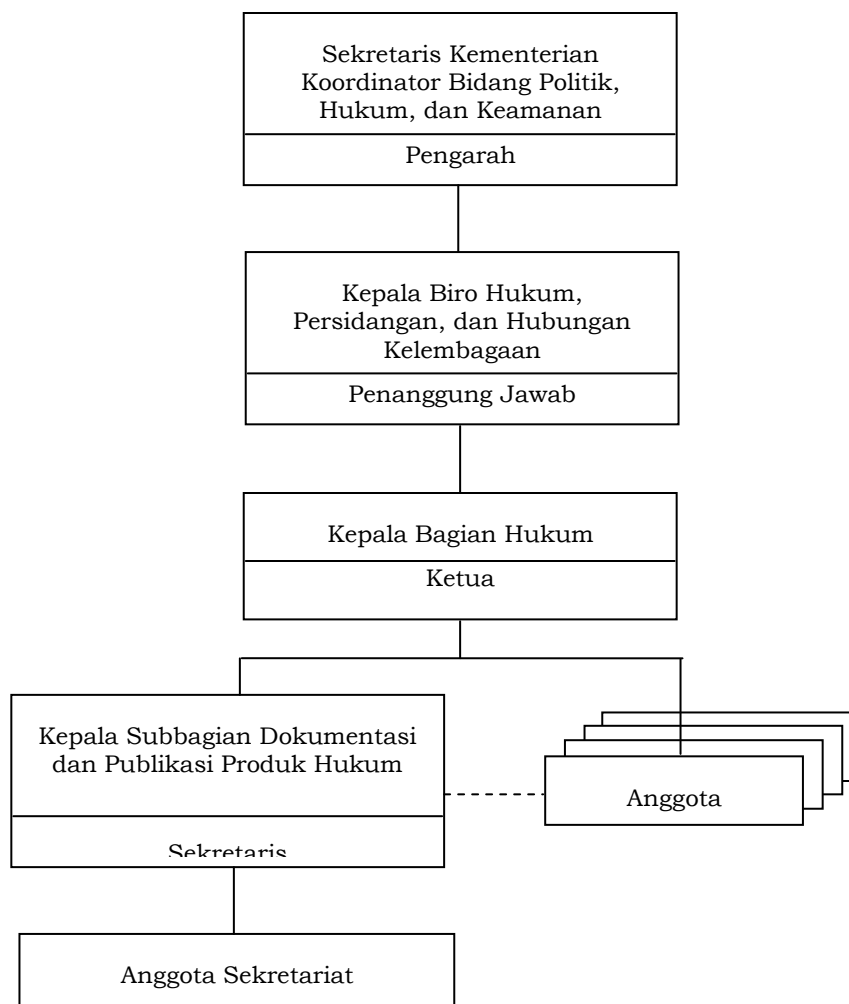 Sekretaris Kementerian
Koordinator Bidang Politik,
Hukum, dan Keamanan
Pengarah
Kepala Biro Hukum,
Persidangan, dan Hubungan
Kelembagaan
Penanggung Jawab
Kepala Bagian Hukum
Ketua
Kepala Subbagian Dokumentasi
dan Publikasi Produk Hukum
Sekretaris
Anggota
Anggota Sekretariat